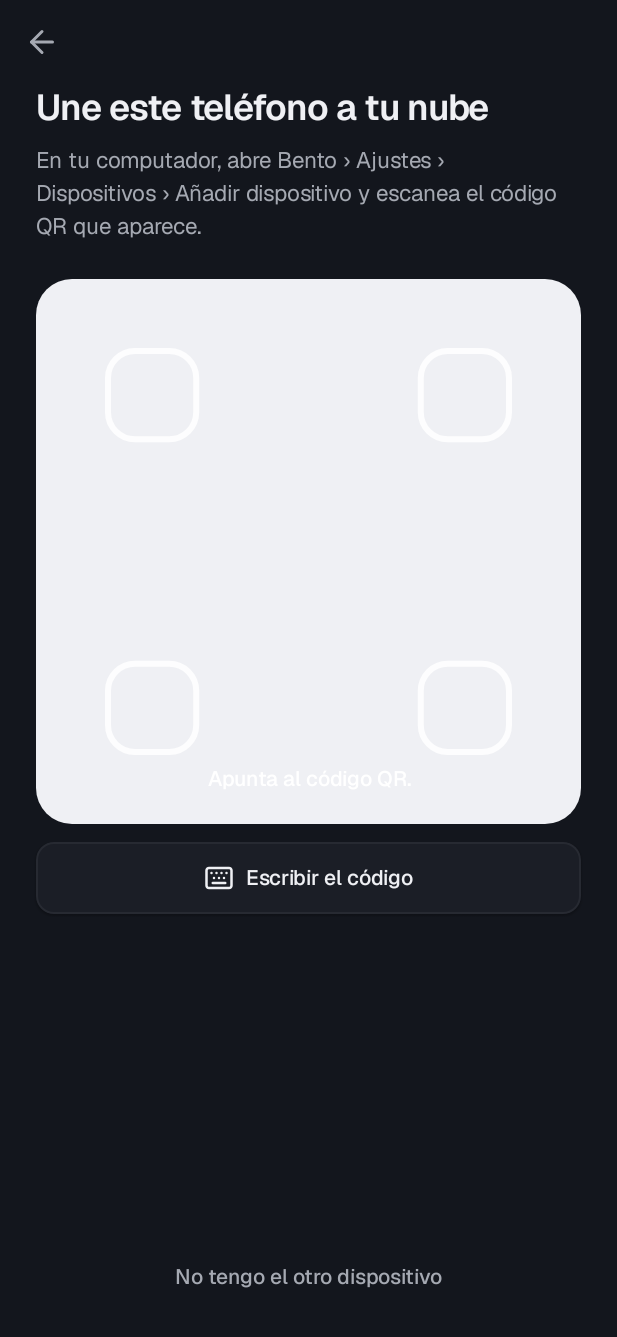 Une este teléfono a tu nube
En tu computador, abre Bento › Ajustes ›
Dispositivos › Añadir dispositivo y escanea el código
QR que aparece.
Apunta al código QR.
Escribir el código
No tengo el otro dispositivo